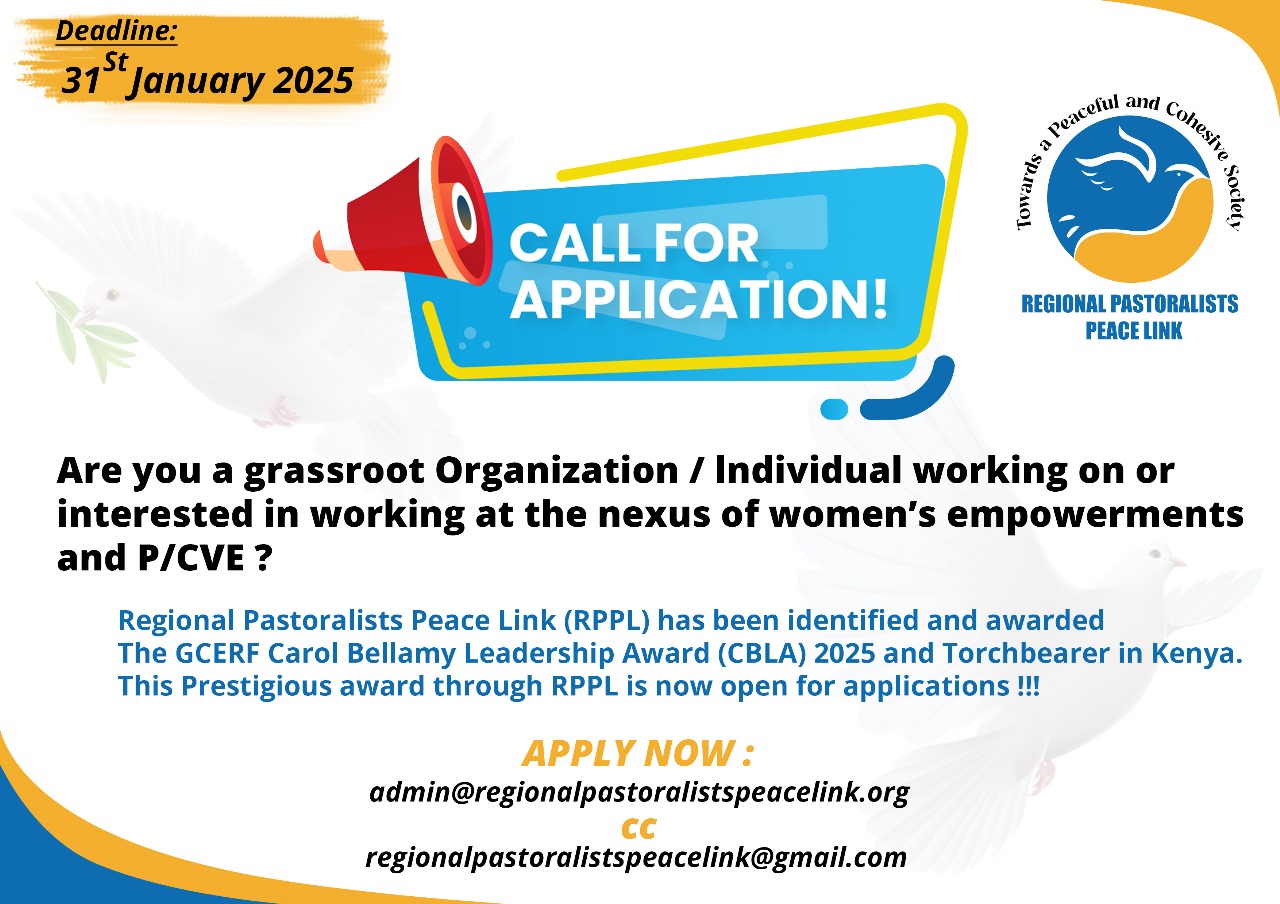 Deadline:
31St January 2025
CALL FOR
APPLICATION!
Towards a Peaceful and Cohesive Society
REGIONAL PASTORALISTS
PEACE LINK
Are you a grassroot Organization / Individual working on or
interested in working at the nexus of women’s empowerments
and P/CVE ?
Regional Pastoralists Peace Link (RPPL) has been identified and awarded
The GCERF Carol Bellamy Leadership Award (CBLA) 2025 and Torchbearer in Kenya.
This Prestigious award through RPPL is now open for applications !!!
APPLY NOW :
admin@regionalpastoralistspeacelink.org
cc
regionalpastoralistspeacelink@gmail.com